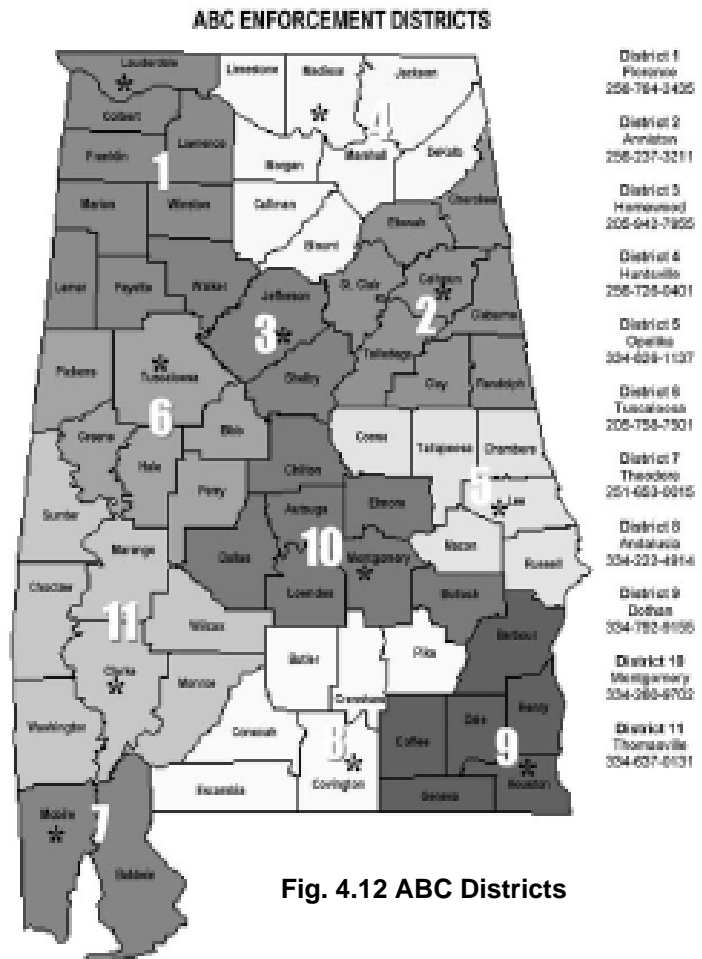 ABC ENFORCEMENT DISTRICTS
District 1
Florence
District 2
Anniston
District 3
Homewood
District 4
Huntsville
District 5
Opelika
District 6
Tuscaloosa
District 7
Theodore
District 8
Andalusia
District 9
Dothan
District 10
Montgomery
District 11
Thomasville
Lauderdale
Limestone
Madison
Jackson
Colbert
Lawrence
Franklin
Morgan
Marshall
DeKalb
Marion
Winston
Cullman
Blount
Etowah
Cherokee
Lamar
Fayette
Walker
Jefferson
St. Clair
Calhoun
Cleburne
Pickens
Tuscaloosa
Shelby
Talladega
Clay
Randolph
Greene
Hale
Bibb
Chilton
Coosa
Tallapoosa
Chambers
Sumter
Perry
Autauga
Elmore
Lee
Marengo
Dallas
Montgomery
Macon
Russell
Choctaw
Lowndes
Bullock
Wilcox
Barbour
Clarke
Monroe
Butler
Crenshaw
Pike
Washington
Conecuh
Coffee
Dale
Henry
Escambia
Covington
Geneva
Houston
Mobile
Baldwin
1
2
3
4
5
6
7
8
9
10
11
Fig. 4.12 ABC Districts